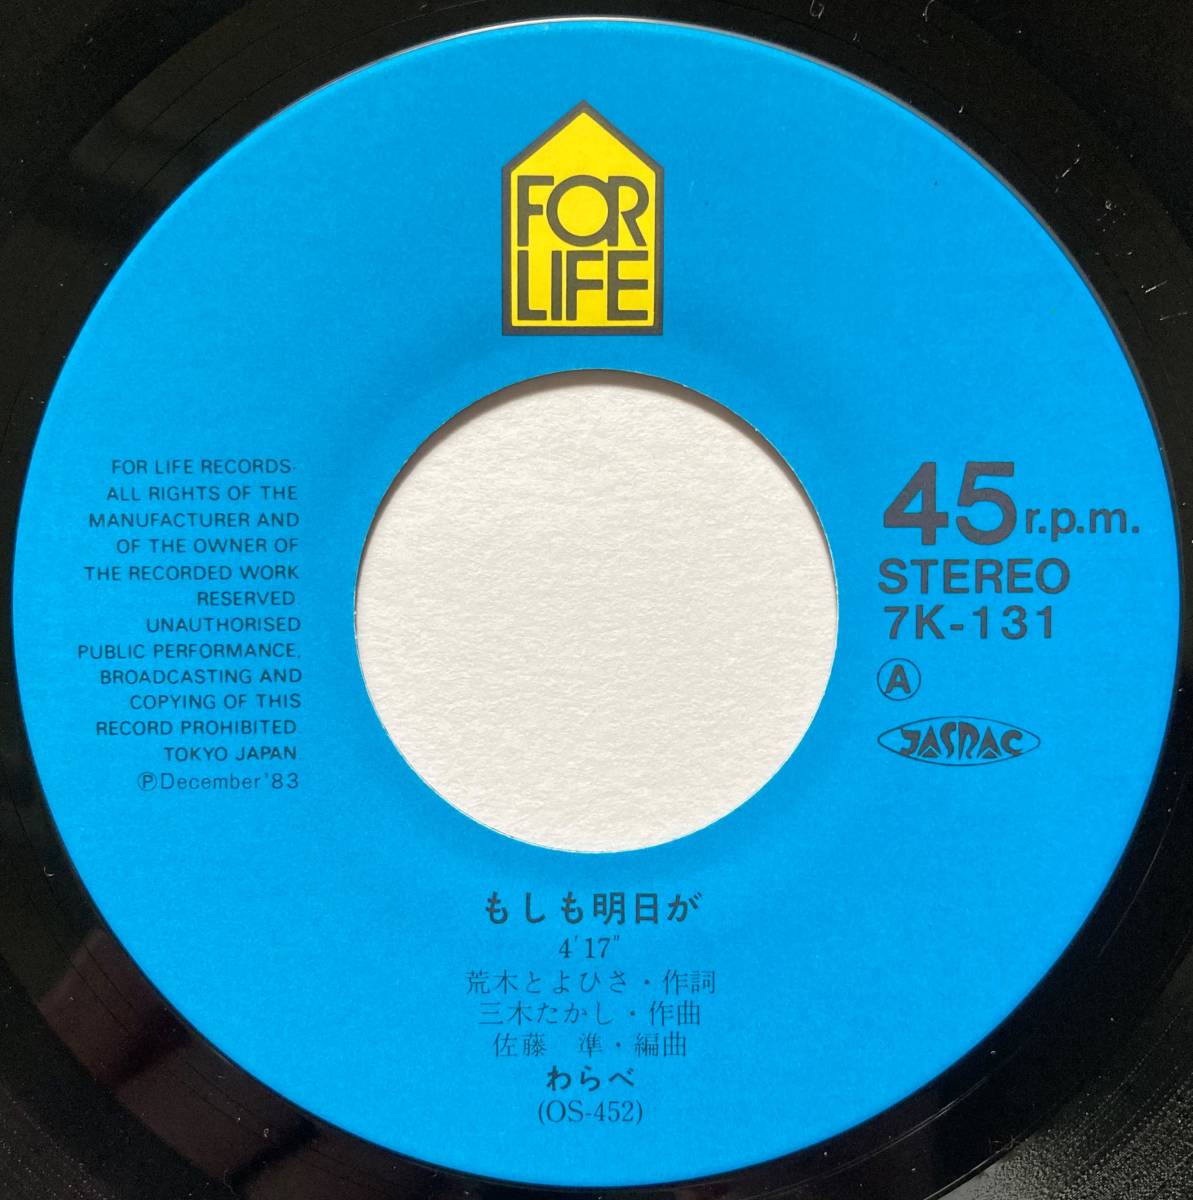 FOR
LIFE
FOR LIFE RECORDS·
ALL RIGHTS OF THE
MANUFACTURER AND
OF THE OWNER OF
THE RECORDED WORK
RESERVED.
UNAUTHORISED
PUBLIC PERFORMANCE,
BROADCASTING AND
COPYING OF THIS
RECORD PROHIBITED.
TOKYO JAPAN.
ⓅDecember '83
45 r.p.m.
STEREO
7K-131
Ⓐ
JASRAC
もしも明日が
4'17"
荒木とよひさ・作詞
三木たかし・作曲
佐藤　準・編曲
わらべ
(OS-452)